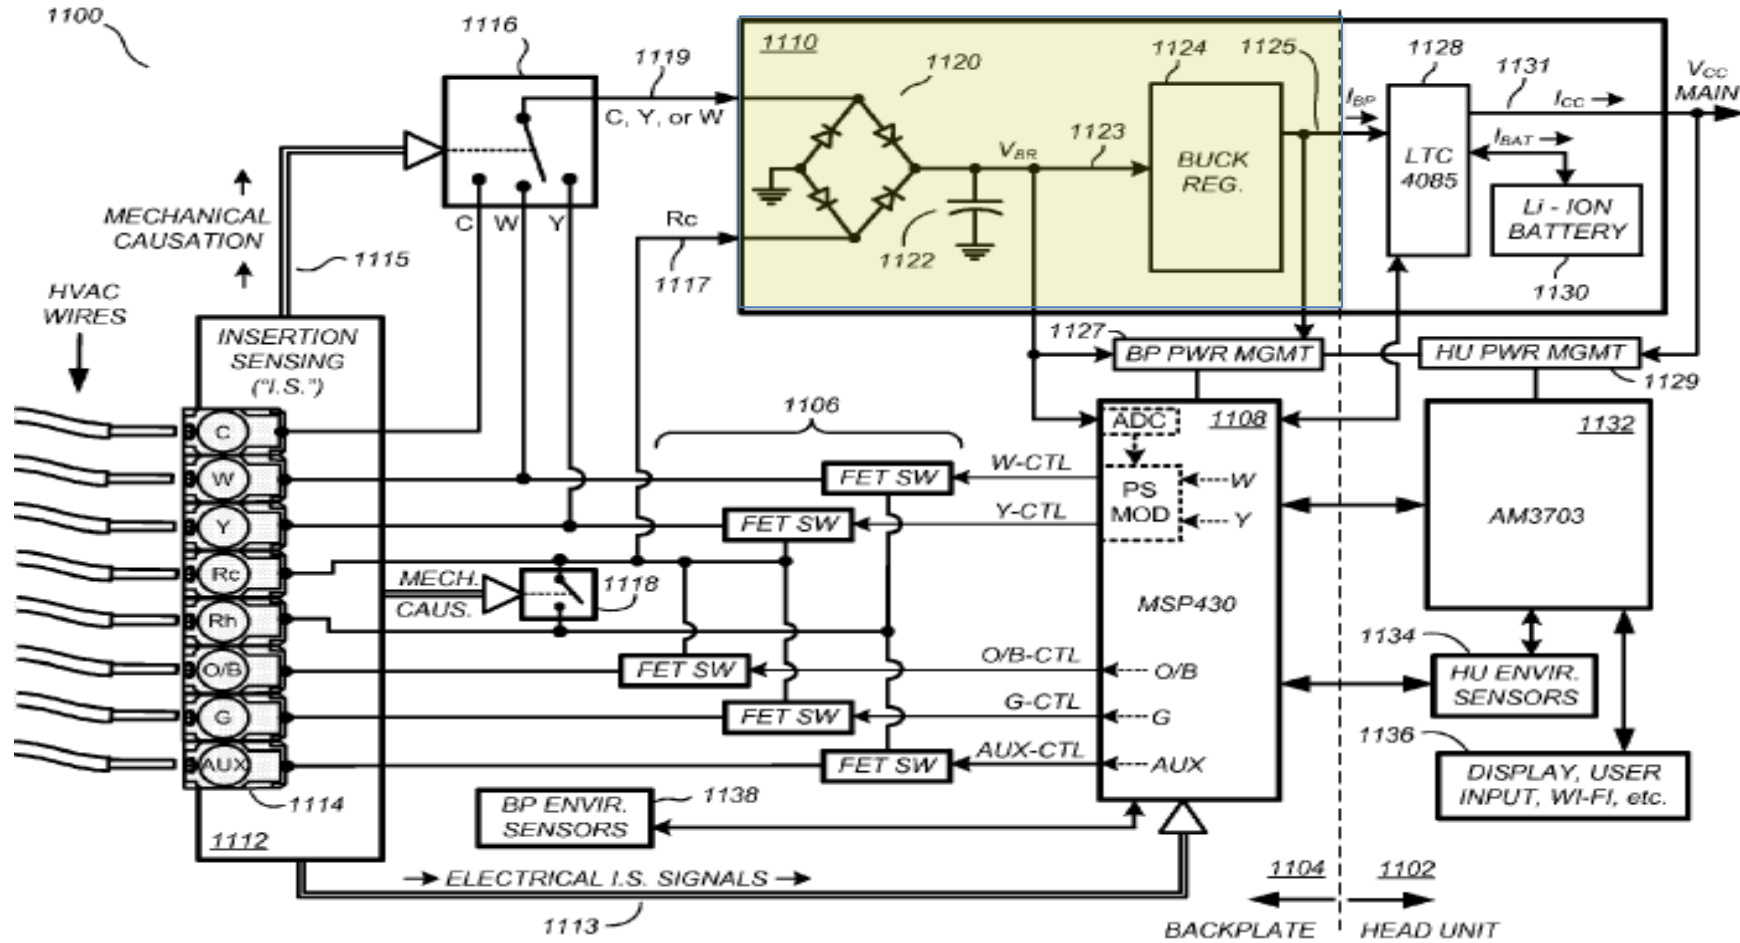 1100
1116
1119
C, Y, or W
1110
1120
1124
1125
1128
1131
VCC
MAIN
ICC
IBP
IBAT
LTC
4085
VBR
1123
BUCK
REG.
Li - ION
BATTERY
1130
1122
Rc
1117
C W Y
MECHANICAL
CAUSATION
1115
HVAC
WIRES
INSERTION
SENSING
("I.S.")
1127
BP PWR MGMT
HU PWR MGMT
1129
1106
C
W
Y
Rc
Rh
O/B
G
AUX
1114
1112
FET SW
W-CTL
FET SW
Y-CTL
MECH.
CAUS.
1118
FET SW
O/B-CTL
FET SW
G-CTL
FET SW
AUX-CTL
ADC
1108
PS
MOD
W
Y
MSP430
O/B
G
AUX
1132
AM3703
1134
HU ENVIR.
SENSORS
1136
DISPLAY, USER
INPUT, WI-FI, etc.
BP ENVIR.
SENSORS
1138
ELECTRICAL I.S. SIGNALS
1113
1104
1102
BACKPLATE
HEAD UNIT